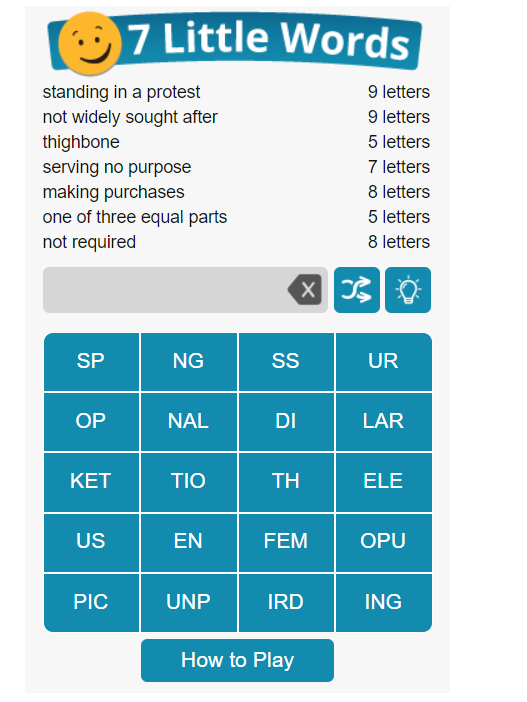 7 Little Words
standing in a protest 9 letters
not widely sought after 9 letters
thighbone 5 letters
serving no purpose 7 letters
making purchases 8 letters
one of three equal parts 5 letters
not required 8 letters
X
SP NG SS UR
OP NAL DI LAR
KET TIO TH ELE
US EN FEM OPU
PIC UNP IRD ING
How to Play